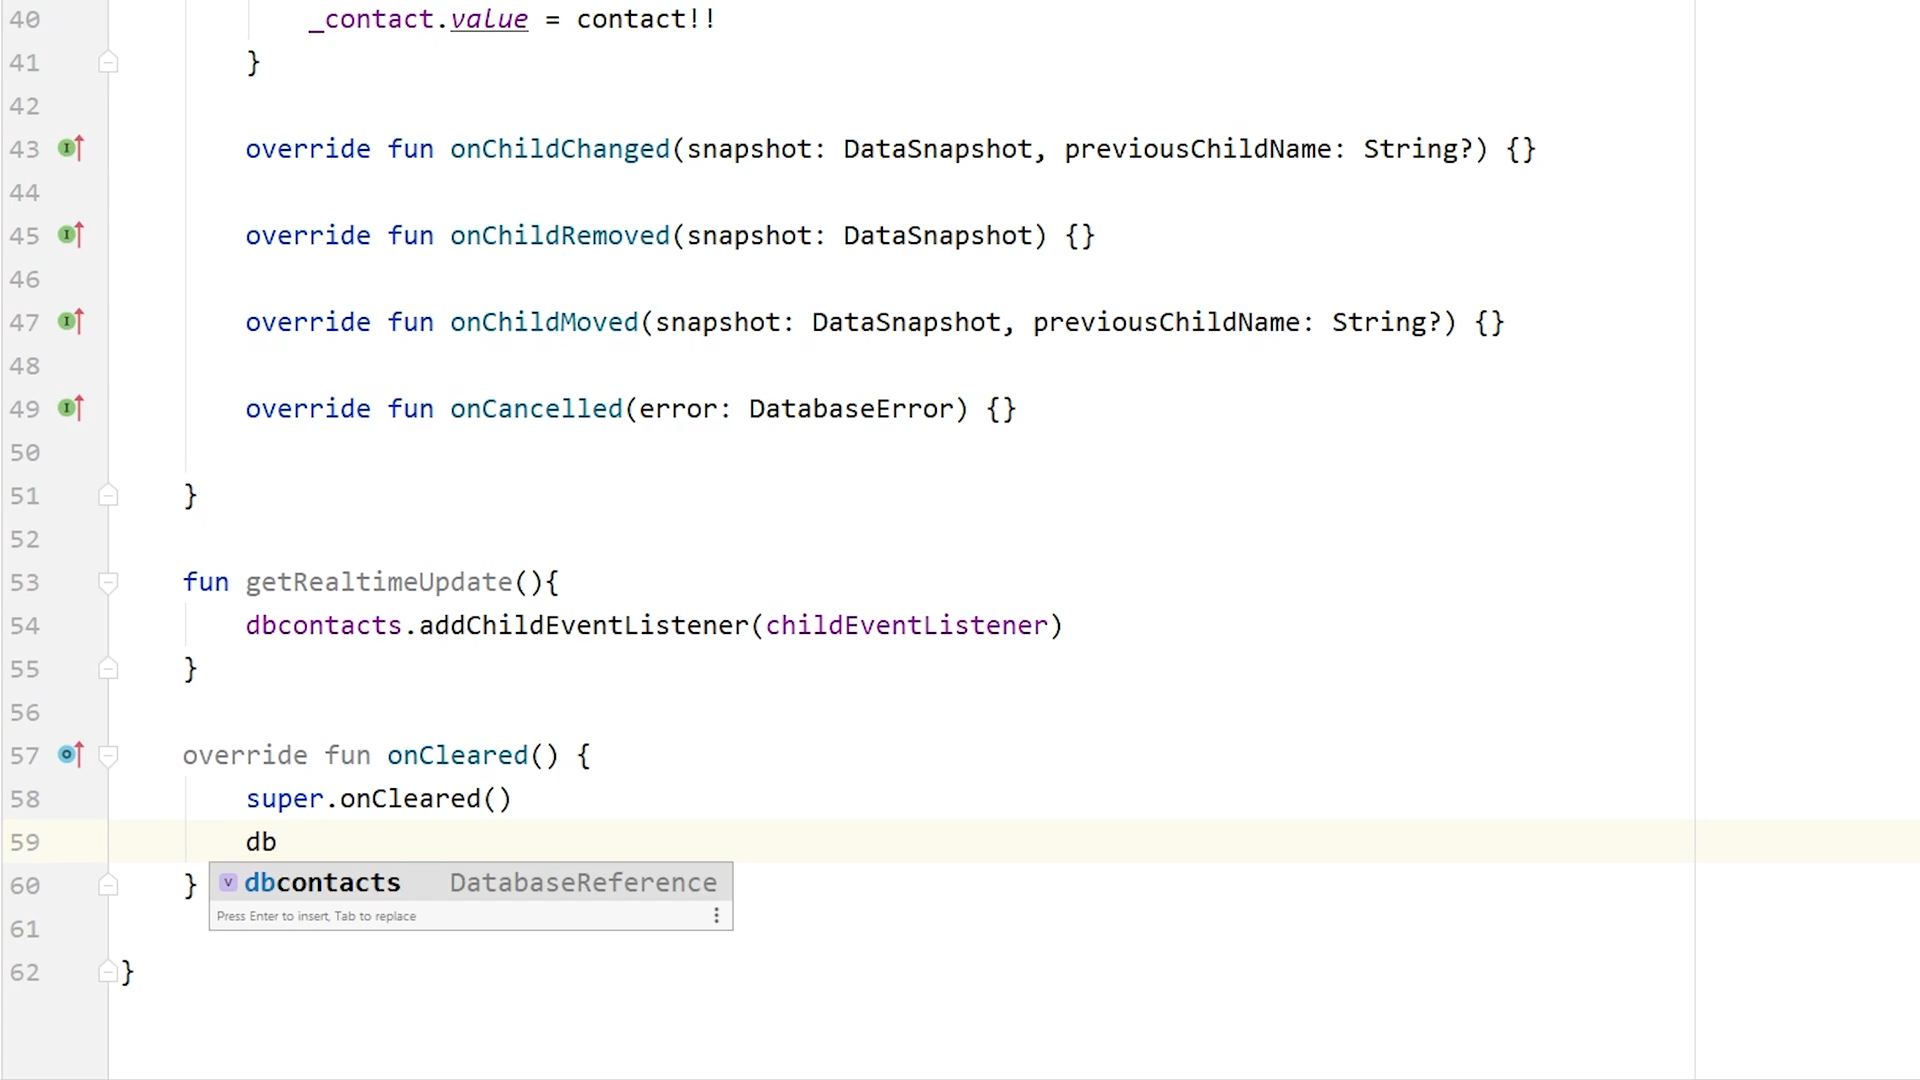 40 _contact.value = contact!!
41 }
42
43 override fun onChildChanged(snapshot: DataSnapshot, previousChildName: String?) {}
44
45 override fun onChildRemoved(snapshot: DataSnapshot) {}
46
47 override fun onChildMoved(snapshot: DataSnapshot, previousChildName: String?) {}
48
49 override fun onCancelled(error: DatabaseError) {}
50
51 }
52
53 fun getRealtimeUpdate(){
54 dbcontacts.addChildEventListener(childEventListener)
55 }
56
57 override fun onCleared() {
58 super.onCleared()
59 db
60 } v dbcontacts DatabaseReference
Press Enter to insert, Tab to replace
61
62 }